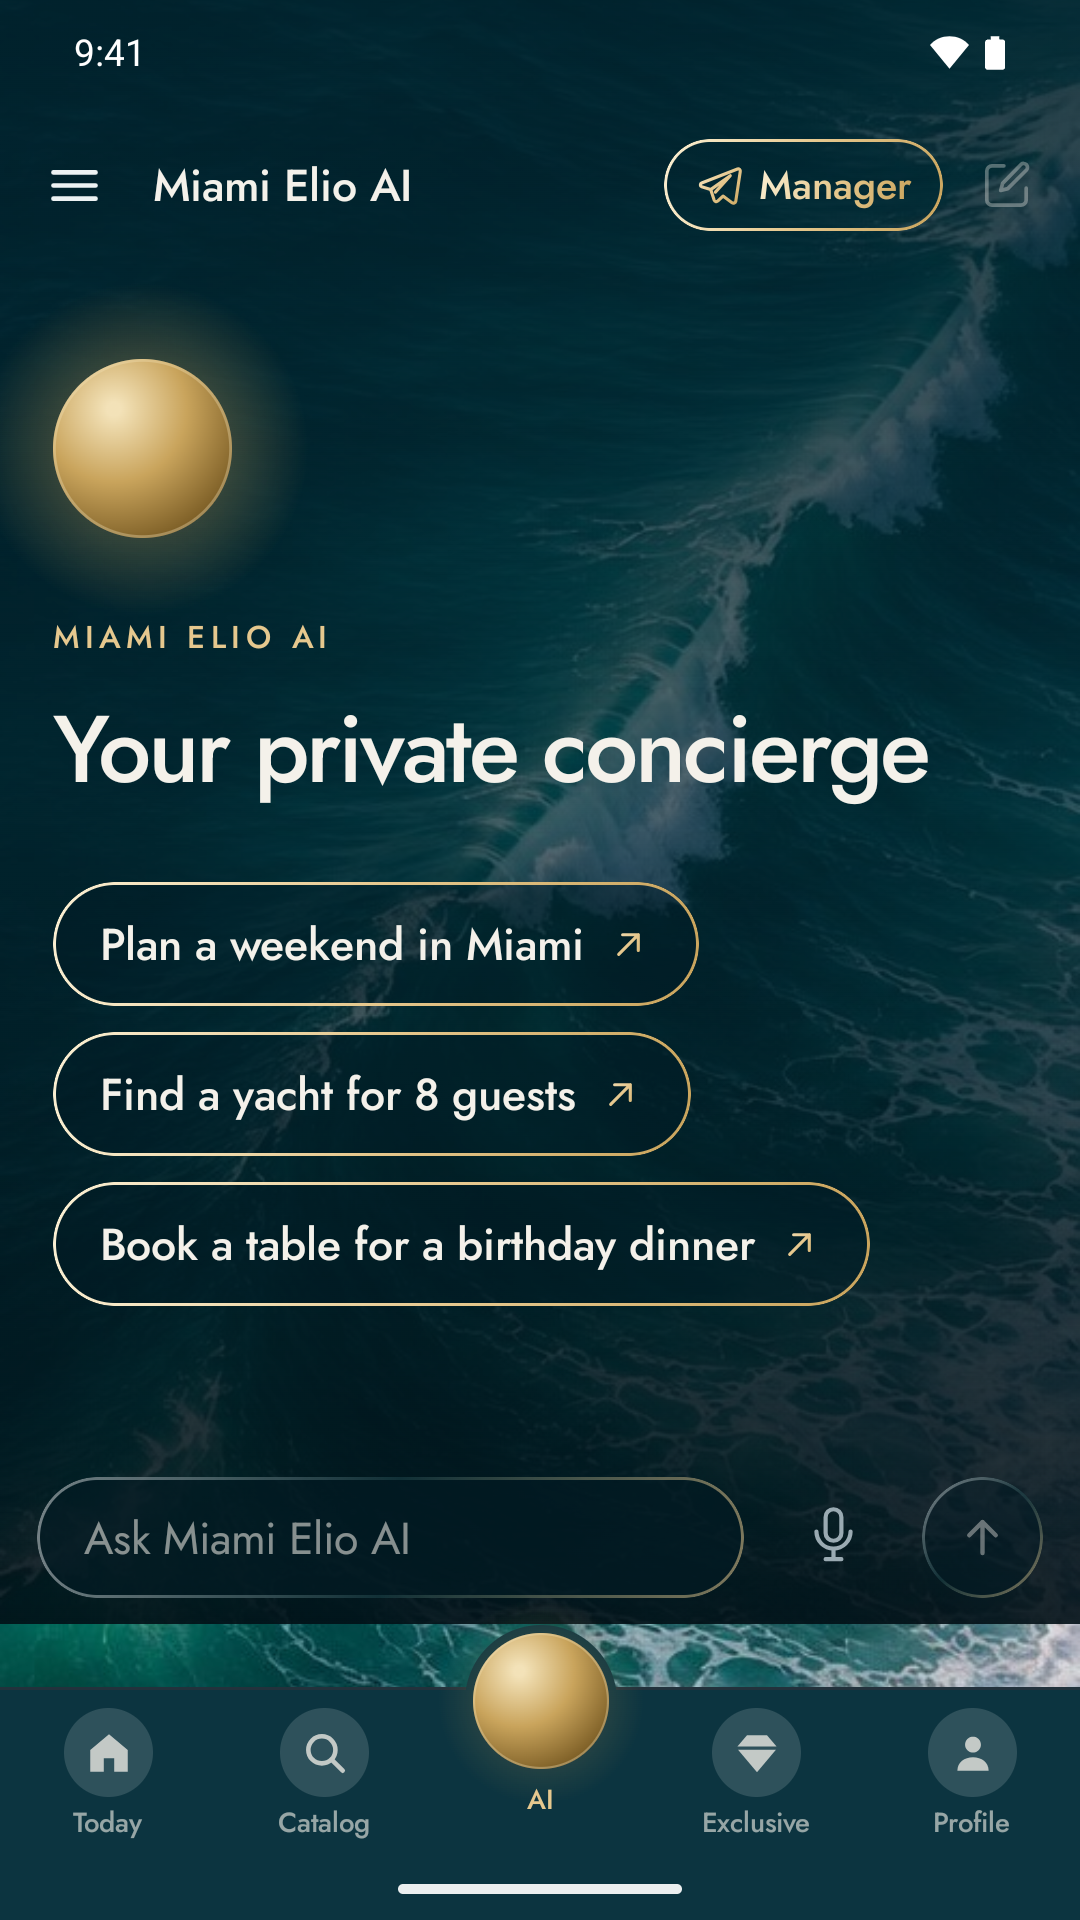 9:41
Miami Elio AI
Manager
MIAMI ELIO AI
Your private concierge
Plan a weekend in Miami
Find a yacht for 8 guests
Book a table for a birthday dinner
Ask Miami Elio AI
Today
Catalog
AI
Exclusive
Profile